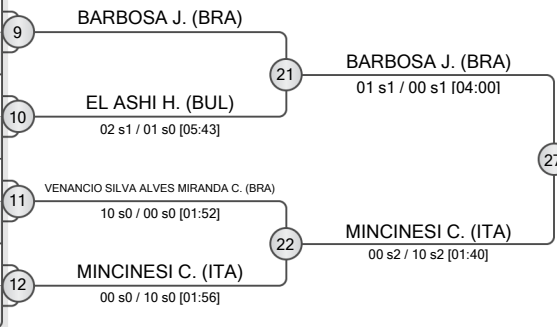 9
BARBOSA J. (BRA)
21
BARBOSA J. (BRA)
01 s1 / 00 s1 [04:00]
10
EL ASHI H. (BUL)
02 s1 / 01 s0 [05:43]
27
11
VENANCIO SILVA ALVES MIRANDA C. (BRA)
10 s0 / 00 s0 [01:52]
22
MINCINESI C. (ITA)
00 s2 / 10 s2 [01:40]
12
MINCINESI C. (ITA)
00 s0 / 10 s0 [01:56]